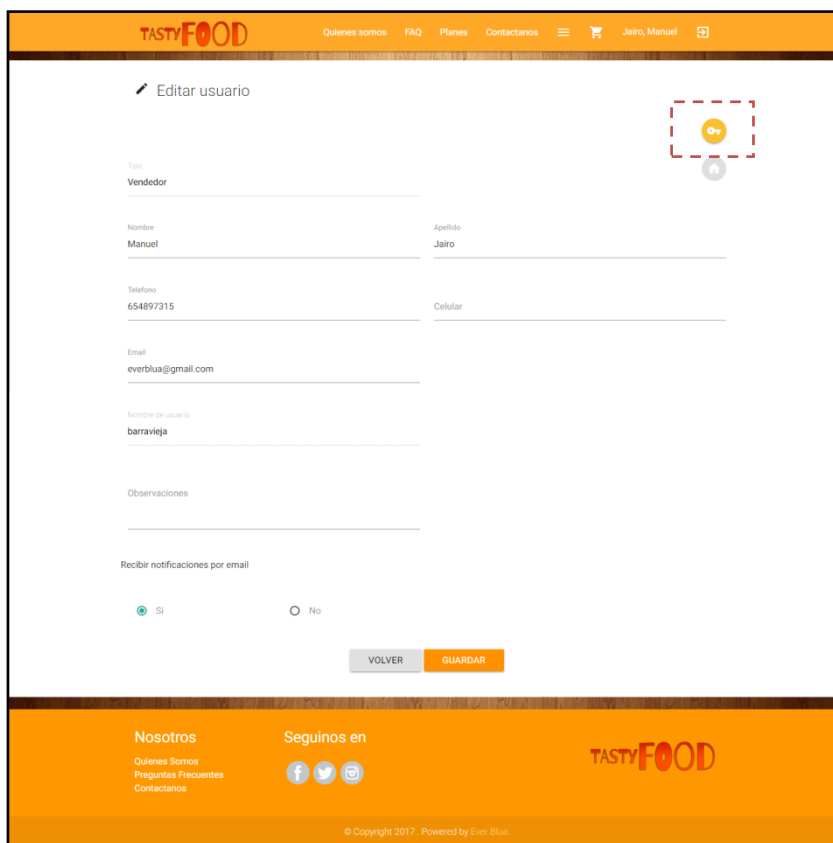 TASTYFOOD Quienes somos FAQ Planes Contactanos Jairo, Manuel
Editar usuario
Tipo
Vendedor
Nombre Apellido
Manuel Jairo
Telefono
654897315 Celular
Email
everblua@gmail.com
Nombre de usuario
barravieja
Observaciones
Recibir notificaciones por email
Si No
VOLVER GUARDAR
Nosotros Seguinos en
Quienes Somos
Preguntas Frecuentes
Contactanos
TASTYFOOD
© Copyright 2017 . Powered by Ever Blua